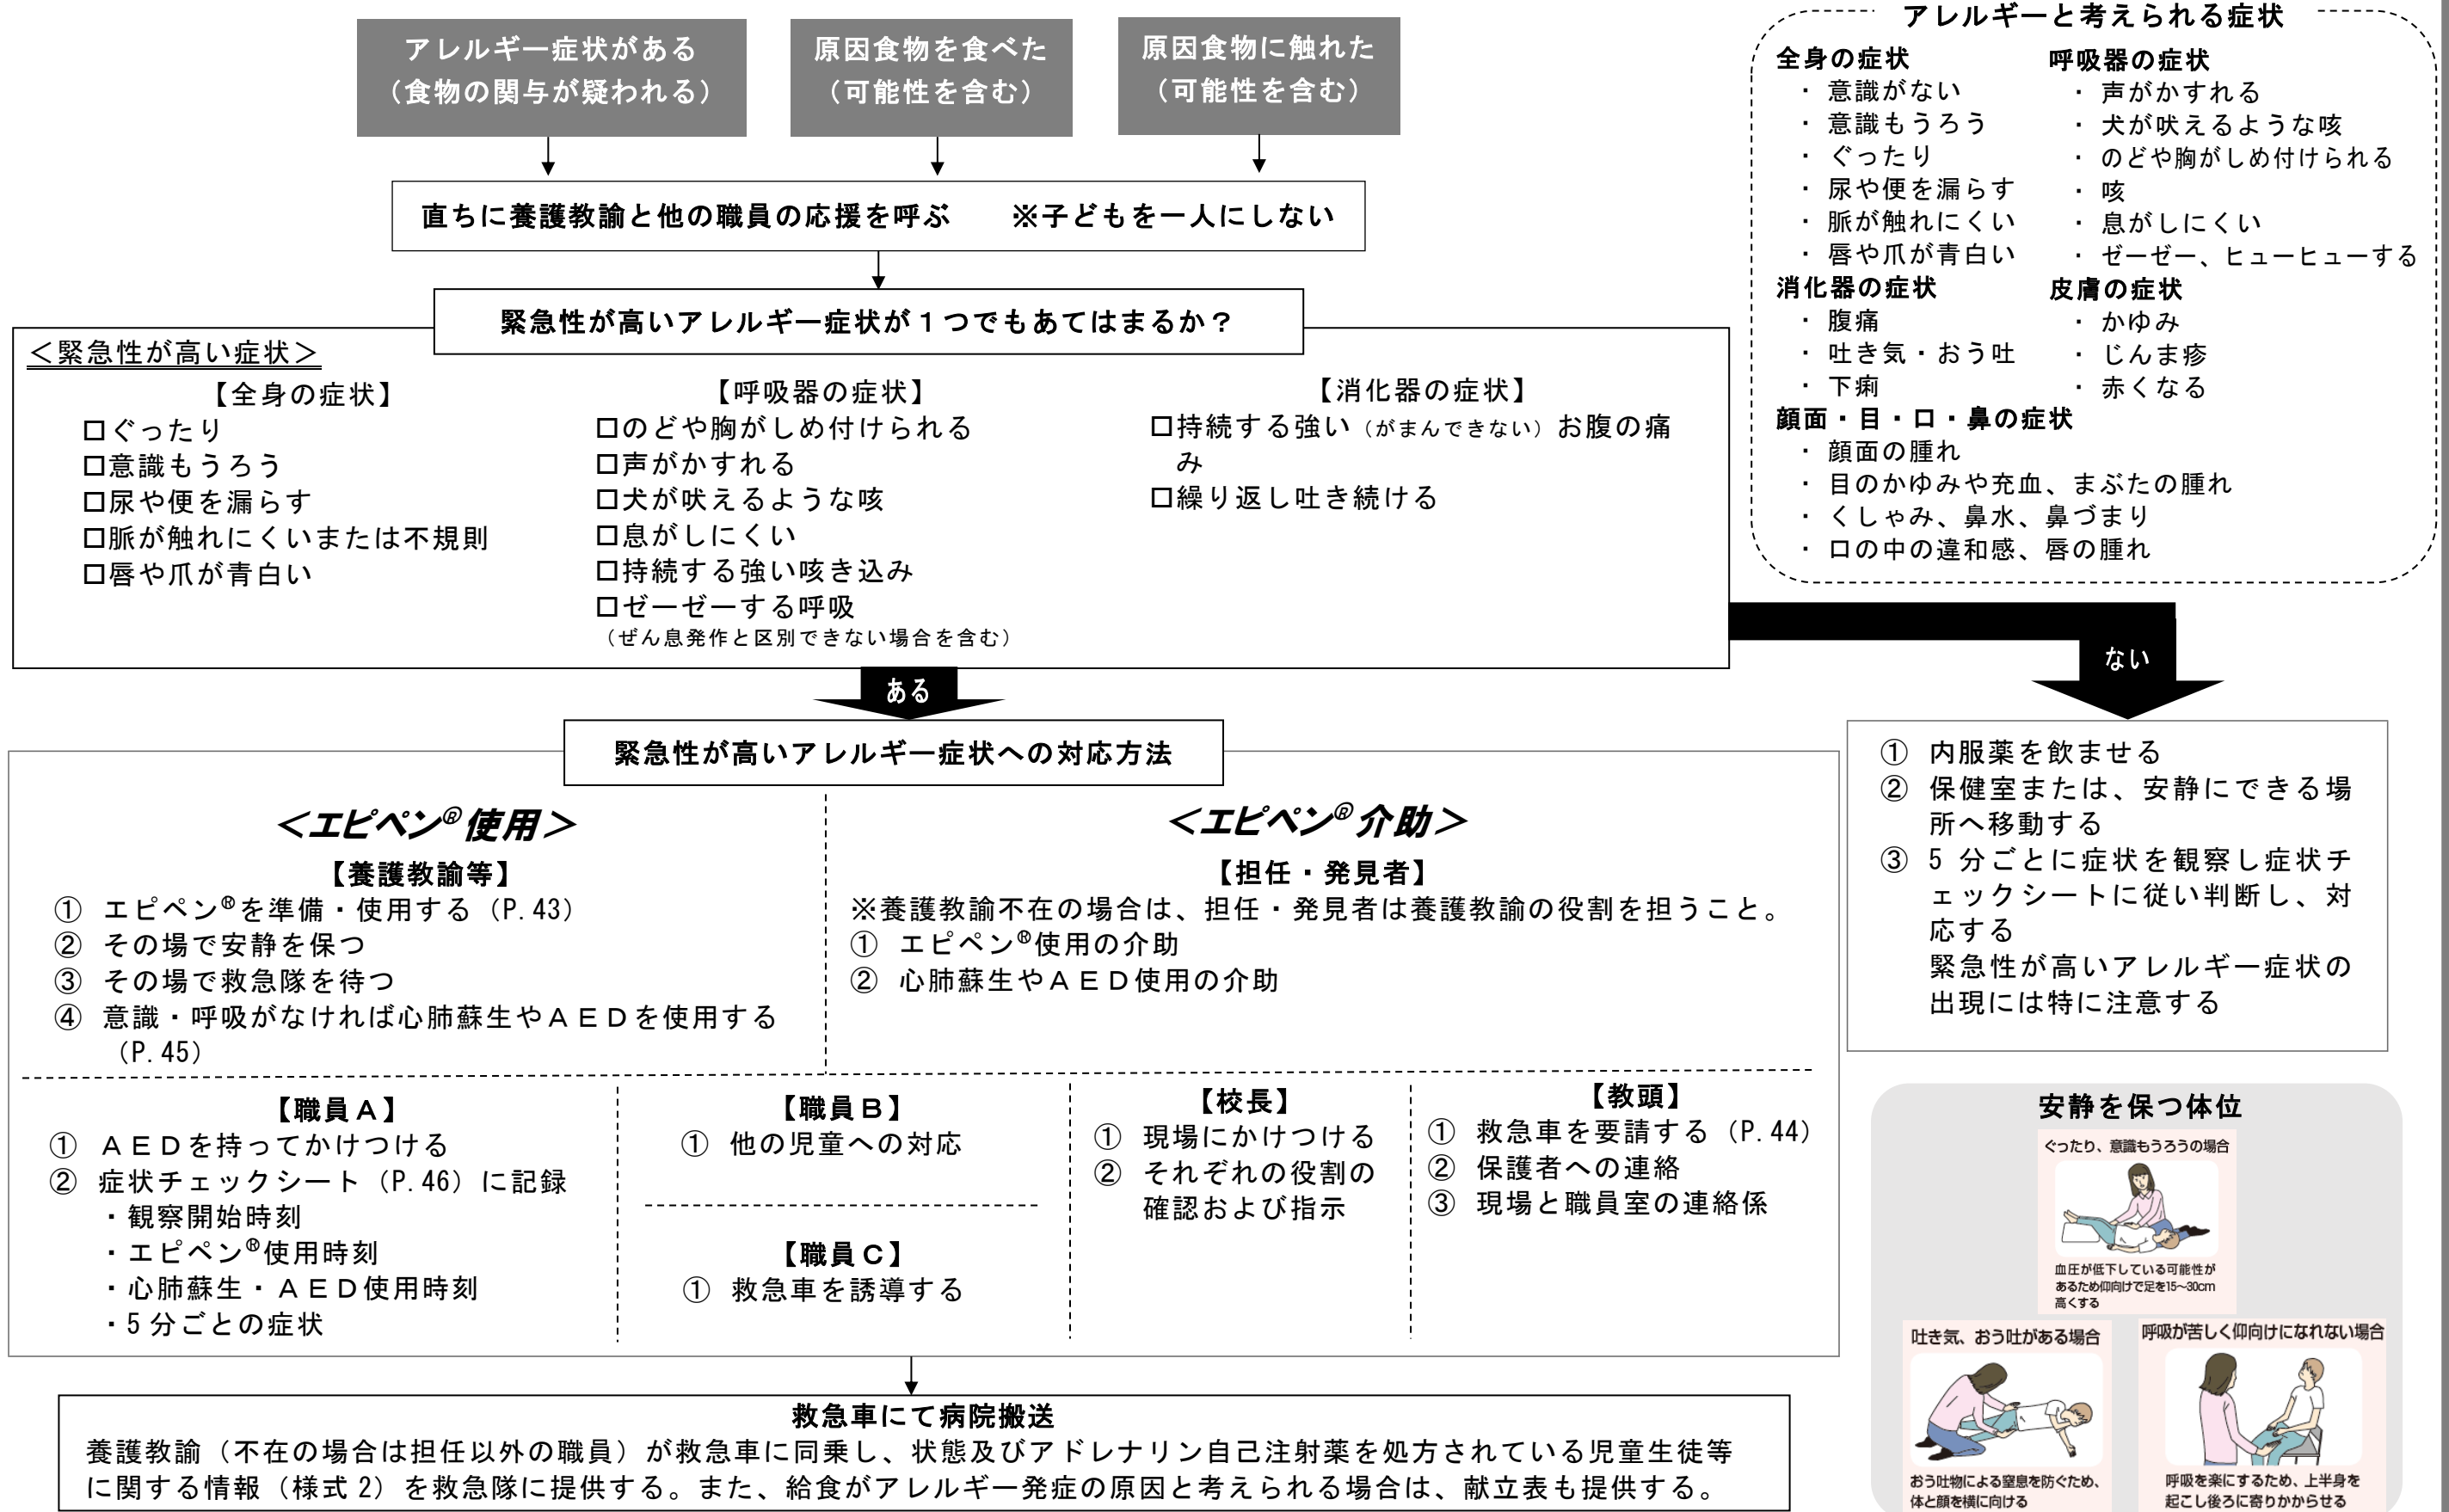 アレルギー症状がある
（食物の関与が疑われる）
原因食物を食べた
（可能性を含む）
原因食物に触れた
（可能性を含む）
直ちに養護教諭と他の職員の応援を呼ぶ　　※子どもを一人にしない
緊急性が高いアレルギー症状が１つでもあてはまるか？
＜緊急性が高い症状＞
【全身の症状】
□ぐったり
□意識もうろう
□尿や便を漏らす
□脈が触れにくいまたは不規則
□唇や爪が青白い
【呼吸器の症状】
□のどや胸がしめ付けられる
□声がかすれる
□犬が吠えるような咳
□息がしにくい
□持続する強い咳き込み
□ゼーゼーする呼吸
（ぜん息発作と区別できない場合を含む）
【消化器の症状】
□持続する強い（がまんできない）お腹の痛
み
□繰り返し吐き続ける
アレルギーと考えられる症状
全身の症状
・ 意識がない
・ 意識もうろう
・ ぐったり
・ 尿や便を漏らす
・ 脈が触れにくい
・ 唇や爪が青白い
呼吸器の症状
・ 声がかすれる
・ 犬が吠えるような咳
・ のどや胸がしめ付けられる
・ 咳
・ 息がしにくい
・ ゼーゼー、ヒューヒューする
消化器の症状
・ 腹痛
・ 吐き気・おう吐
・ 下痢
皮膚の症状
・ かゆみ
・ じんま疹
・ 赤くなる
顔面・目・口・鼻の症状
・ 顔面の腫れ
・ 目のかゆみや充血、まぶたの腫れ
・ くしゃみ、鼻水、鼻づまり
・ 口の中の違和感、唇の腫れ
ある
ない
緊急性が高いアレルギー症状への対応方法
＜エピペン®使用＞
【養護教諭等】
① エピペン®を準備・使用する（P.43）
② その場で安静を保つ
③ その場で救急隊を待つ
④ 意識・呼吸がなければ心肺蘇生やＡＥＤを使用する
（P.45）
＜エピペン®介助＞
【担任・発見者】
※養護教諭不在の場合は、担任・発見者は養護教諭の役割を担うこと。
① エピペン®使用の介助
② 心肺蘇生やＡＥＤ使用の介助
【職員Ａ】
① ＡＥＤを持ってかけつける
② 症状チェックシート（P.46）に記録
・観察開始時刻
・エピペン®使用時刻
・心肺蘇生・ＡＥＤ使用時刻
・5分ごとの症状
【職員Ｂ】
① 他の児童への対応
【職員Ｃ】
① 救急車を誘導する
【校長】
① 現場にかけつける
② それぞれの役割の
確認および指示
【教頭】
① 救急車を要請する（P.44）
② 保護者への連絡
③ 現場と職員室の連絡係
① 内服薬を飲ませる
② 保健室または、安静にできる場
所へ移動する
③ 5 分ごとに症状を観察し症状チ
ェックシートに従い判断し、対
応する
緊急性が高いアレルギー症状の
出現には特に注意する
安静を保つ体位
ぐったり、意識もうろうの場合
血圧が低下している可能性が
あるため仰向けで足を15～30cm
高くする
吐き気、おう吐がある場合
おう吐物による窒息を防ぐため、
体と顔を横に向ける
呼吸が苦しく仰向けになれない場合
呼吸を楽にするため、上半身を
起こし後ろに寄りかからせる
救急車にて病院搬送
養護教諭（不在の場合は担任以外の職員）が救急車に同乗し、状態及びアドレナリン自己注射薬を処方されている児童生徒等
に関する情報（様式 2）を救急隊に提供する。また、給食がアレルギー発症の原因と考えられる場合は、献立表も提供する。